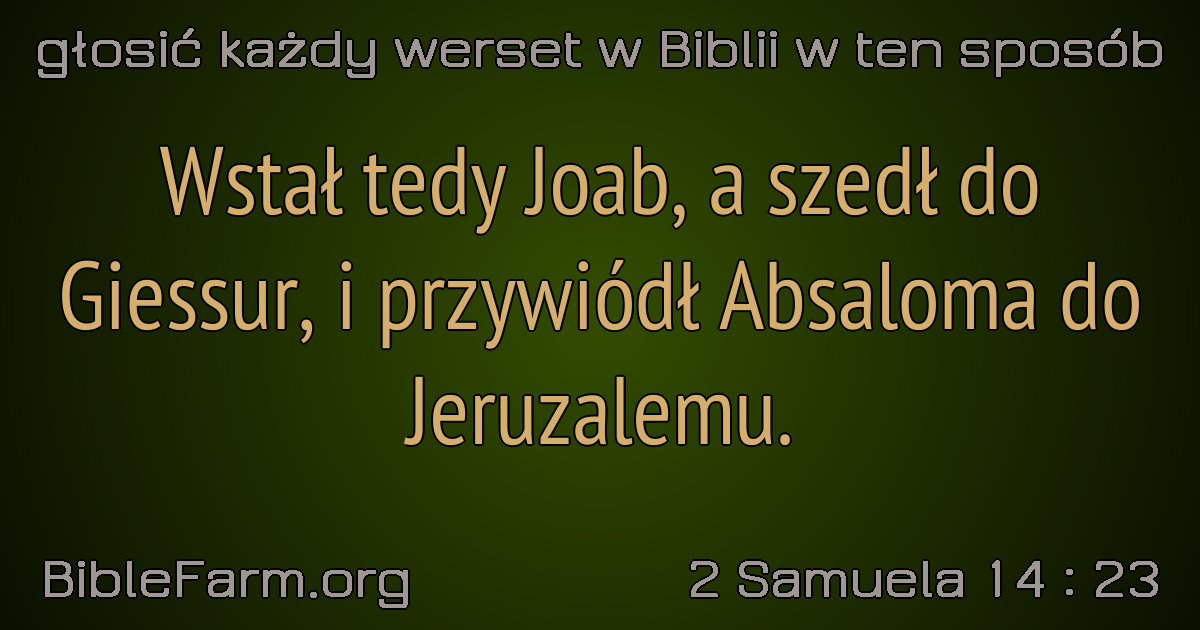 głosić każdy werset w Biblii w ten sposób
Wstał tedy Joab, a szedł do
Giessur, i przywiódł Absaloma do
Jeruzalemu.
BibleFarm.org
2 Samuela 14 : 23